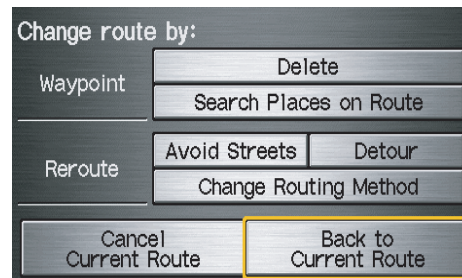 Change route by:
Waypoint
Delete
Search Places on Route
Reroute
Avoid Streets
Detour
Change Routing Method
Cancel
Current Route
Back to
Current Route